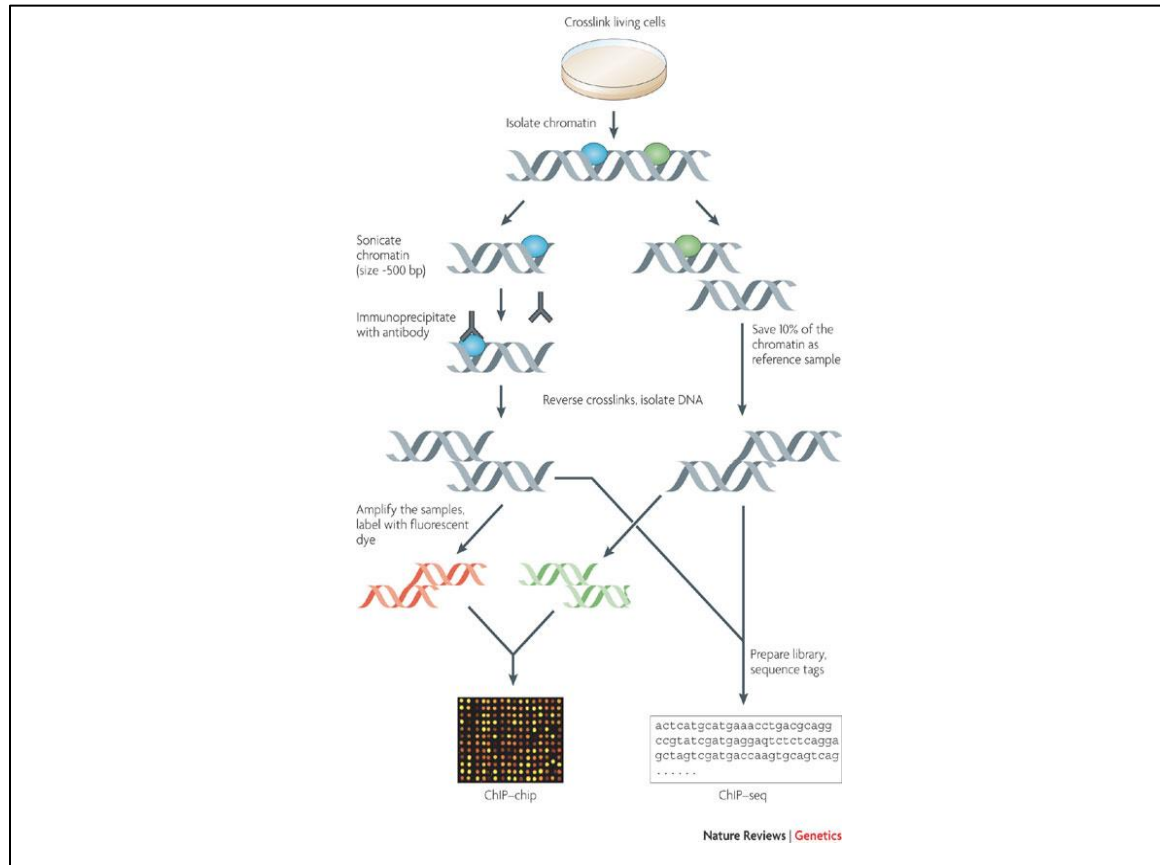 Crosslink living cells
Isolate chromatin
Sonicate
chromatin
(size ~500 bp)
Immunoprecipitate
with antibody
Save 10% of the
chromatin as
reference sample
Reverse crosslinks, isolate DNA
Amplify the samples,
label with fluorescent
dye
Prepare library,
sequence tags
actcatgcatgaaacctgacgcagg
ccgtatcgatgaggaqtctctcagga
gctagtcgatgaccaagtgcagtcag
......
ChIP–chip
ChIP–seq
Nature Reviews | Genetics